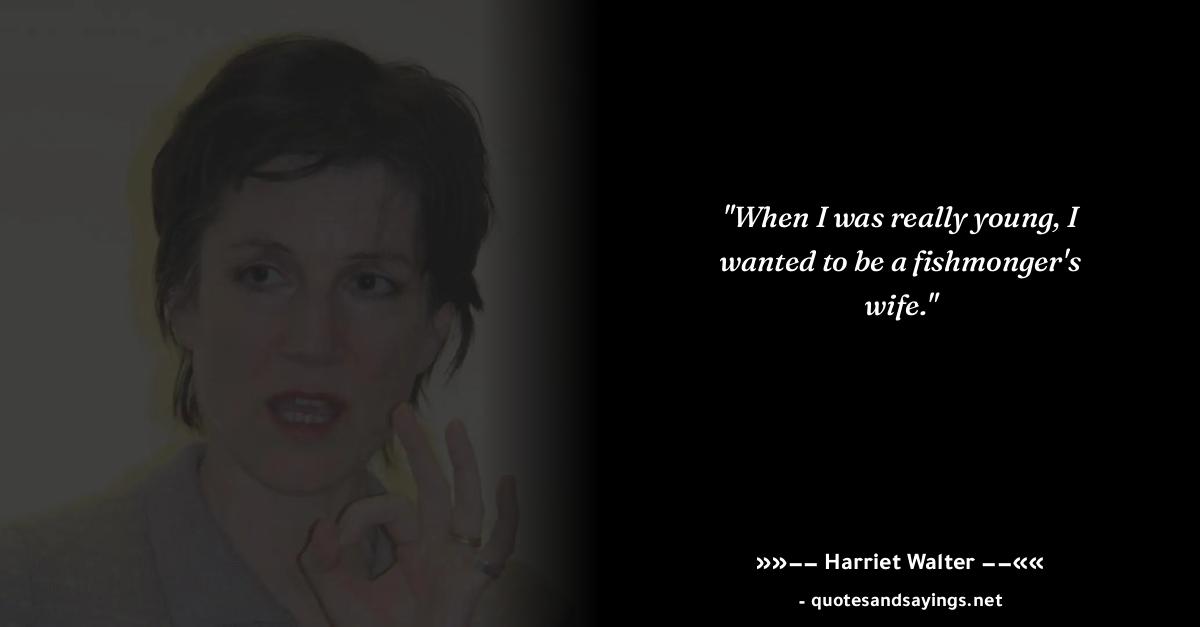 "When I was really young, I
wanted to be a fishmonger's
wife."
»»-- Harriet Walter --««
- quotesandsayings.net